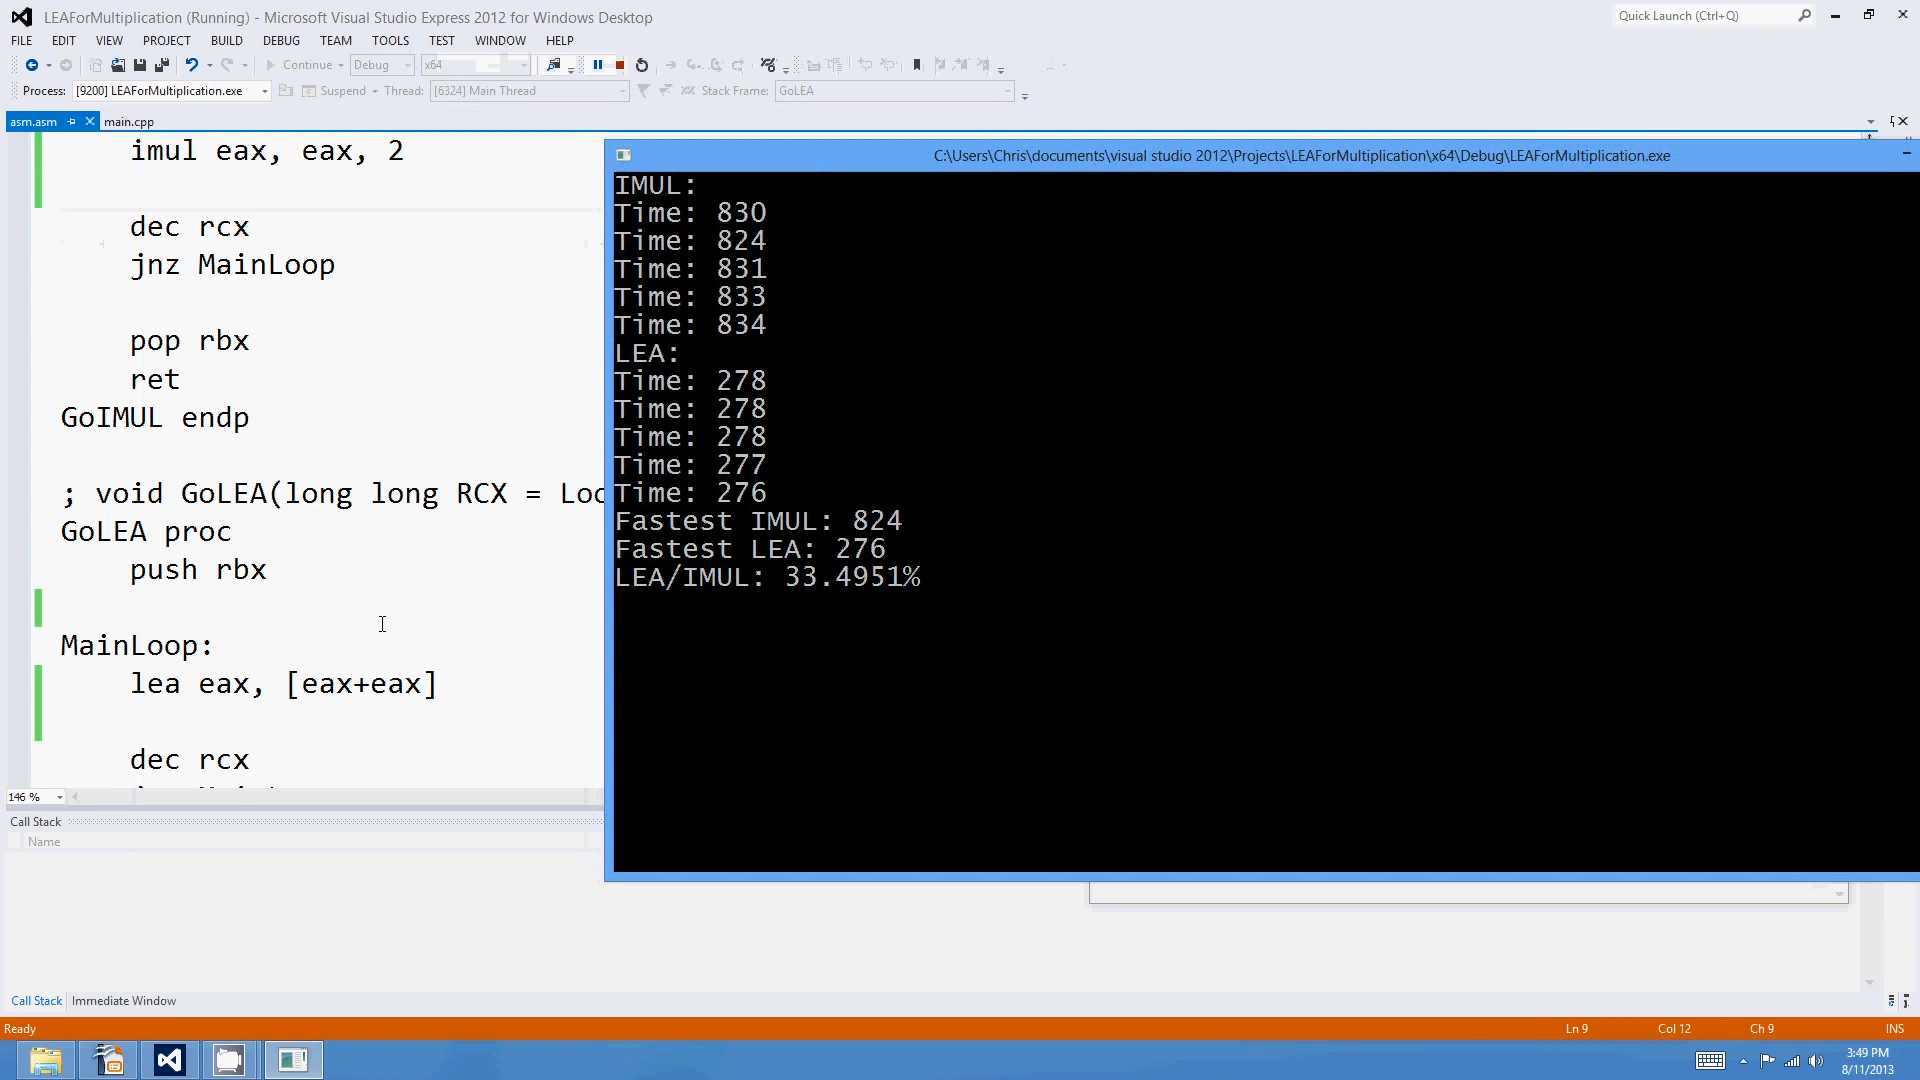 LEAForMultiplication (Running) - Microsoft Visual Studio Express 2012 for Windows Desktop
Quick Launch (Ctrl+Q)
FILE EDIT VIEW PROJECT BUILD DEBUG TEAM TOOLS TEST WINDOW HELP
Continue Debug x64
Process: [9200] LEAForMultiplication.exe Suspend Thread: [6324] Main Thread Stack Frame: GoLEA
asm.asm main.cpp
imul eax, eax, 2
dec rcx
jnz MainLoop
pop rbx
ret
GoIMUL endp
; void GoLEA(long long RCX =
GoLEA proc
push rbx
MainLoop:
lea eax, [eax+eax]
dec rcx
146 %
C:\Users\Chris\documents\visual studio 2012\Projects\LEAForMultiplication\x64\Debug\LEAForMultiplication.exe
IMUL:
Time: 830
Time: 824
Time: 831
Time: 833
Time: 834
LEA:
Time: 278
Time: 278
Time: 278
Time: 277
Time: 276
Fastest IMUL: 824
Fastest LEA: 276
LEA/IMUL: 33.4951%
Call Stack
Name
Call Stack Immediate Window
Ready Ln 9 Col 12 Ch 9 INS
3:49 PM
8/11/2013